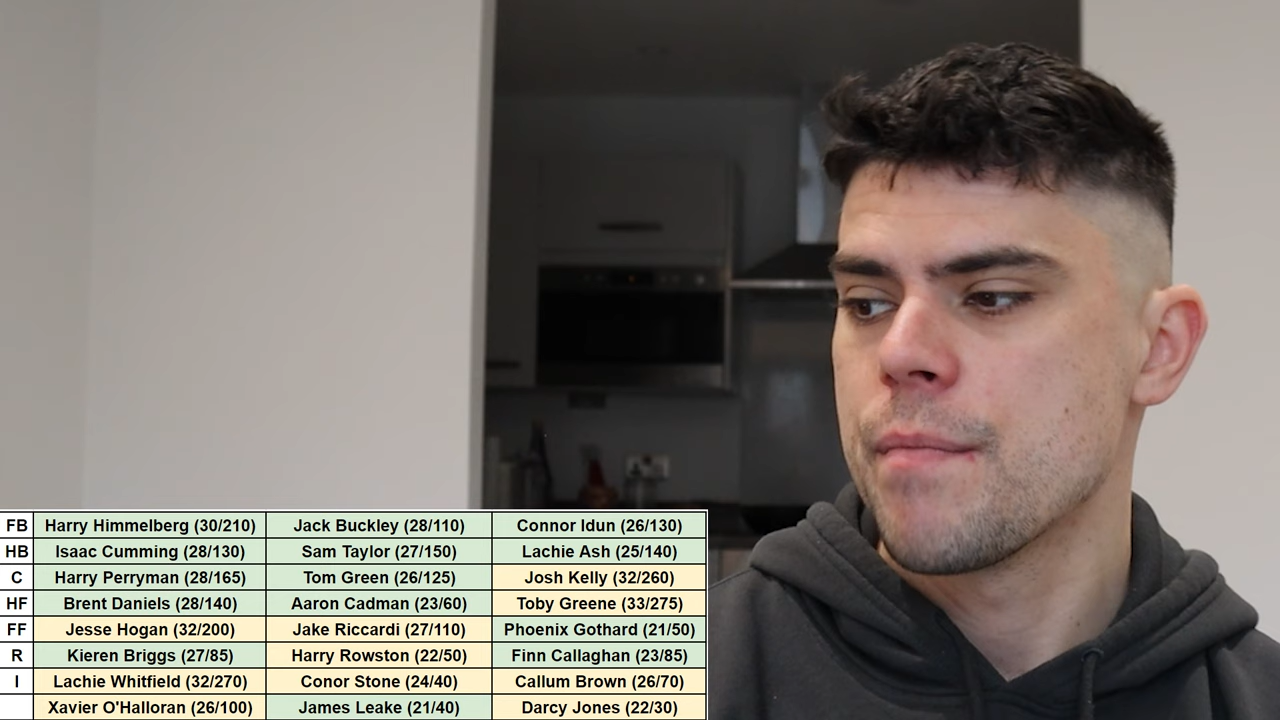 FB Harry Himmelberg (30/210) Jack Buckley (28/110) Connor Idun (26/130)
HB Isaac Cumming (28/130) Sam Taylor (27/150) Lachie Ash (25/140)
C Harry Perryman (28/165) Tom Green (26/125) Josh Kelly (32/260)
HF Brent Daniels (28/140) Aaron Cadman (23/60) Toby Greene (33/275)
FF Jesse Hogan (32/200) Jake Riccardi (27/110) Phoenix Gothard (21/50)
R Kieren Briggs (27/85) Harry Rowston (22/50) Finn Callaghan (23/85)
I Lachie Whitfield (32/270) Conor Stone (24/40) Callum Brown (26/70)
Xavier O'Halloran (26/100) James Leake (21/40) Darcy Jones (22/30)